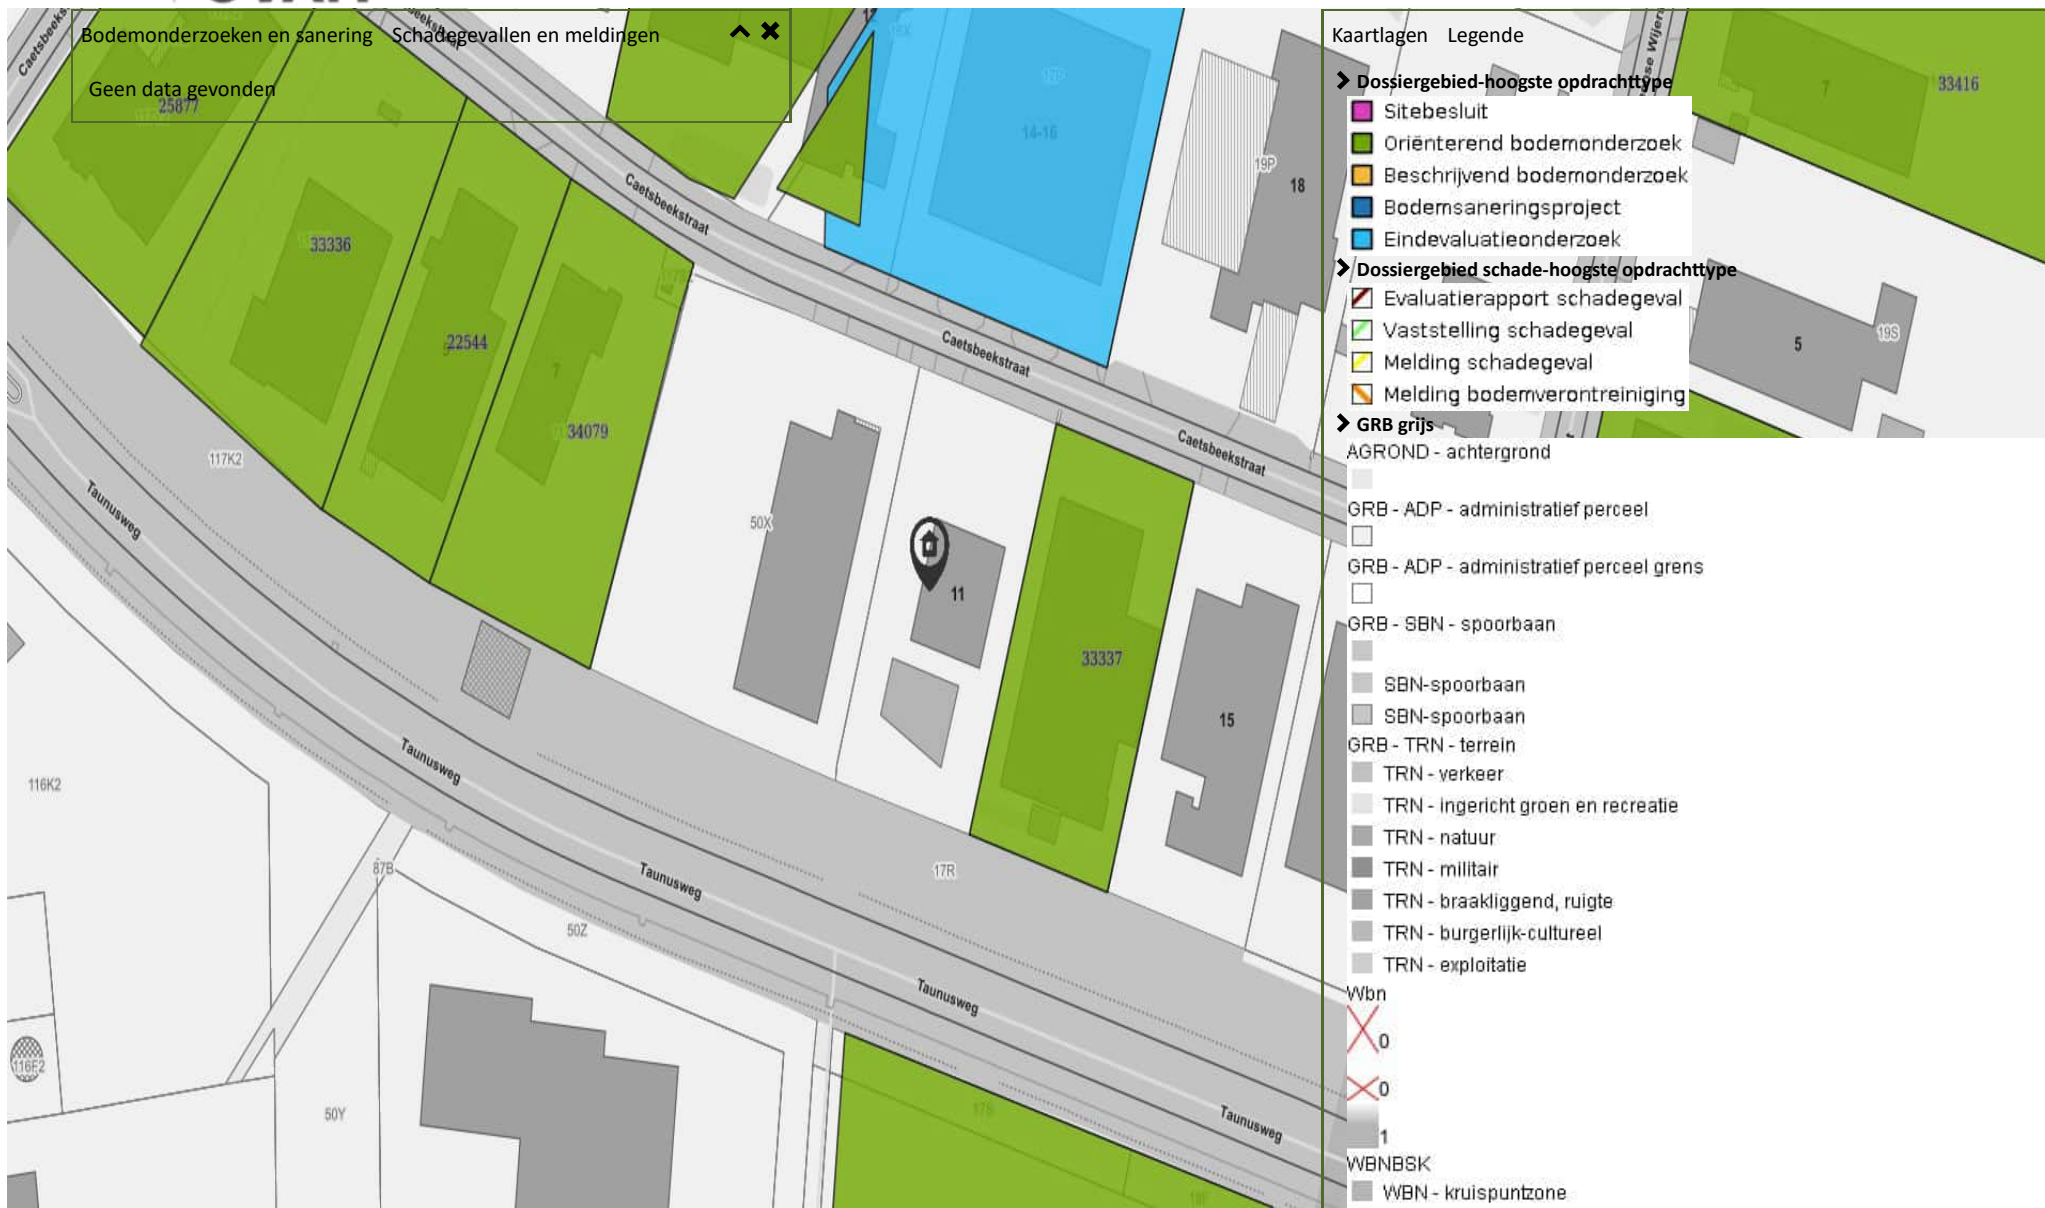 Bodemonderzoeken en sanering Schadegevallen en meldingen
Geen data gevonden
Kaartlagen Legende
Dossiergebied-hoogste opdrachttype
Sitebesluit
Oriënterend bodemonderzoek
Beschrijvend bodemonderzoek
Bodemsaneringsproject
Eindevaluatieonderzoek
Dossiergebied schade-hoogste opdrachttype
Evaluatierapport schadegeval
Vaststelling schadegeval
Melding schadegeval
Melding bodemverontreiniging
GRB grijs
AGROND - achtergrond
GRB - ADP - administratief perceel
GRB - ADP - administratief perceel grens
GRB - SBN - spoorbaan
SBN-spoorbaan
SBN-spoorbaan
GRB - TRN - terrein
TRN - verkeer
TRN - ingericht groen en recreatie
TRN - natuur
TRN - militair
TRN - braakliggend, ruigte
TRN - burgerlijk-cultureel
TRN - exploitatie
Wbn
0
0
1
WBNBSK
WBN - kruispuntzone
25877
33336
22544
7
34079
14-16
19P
18
7
33416
5
19S
Caetsbeekstraat
Caetsbeekstraat
Caetsbeekstraat
117K2
50X
11
33337
15
Taunusweg
Taunusweg
Taunusweg
Taunusweg
Taunusweg
116K2
87B
17R
50Z
116F2
50Y
17S